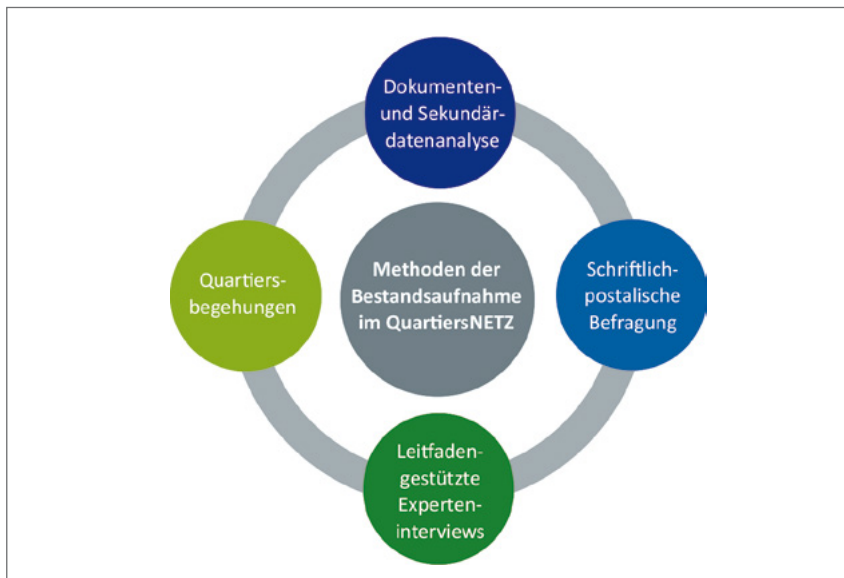 Dokumenten-
und Sekundär-
datenanalyse
Quartiers-
begehungen
Methoden der
Bestandsaufnahme
im QuartiersNETZ
Schriftlich-
postalische
Befragung
Leitfaden-
gestützte
Experten-
interviews